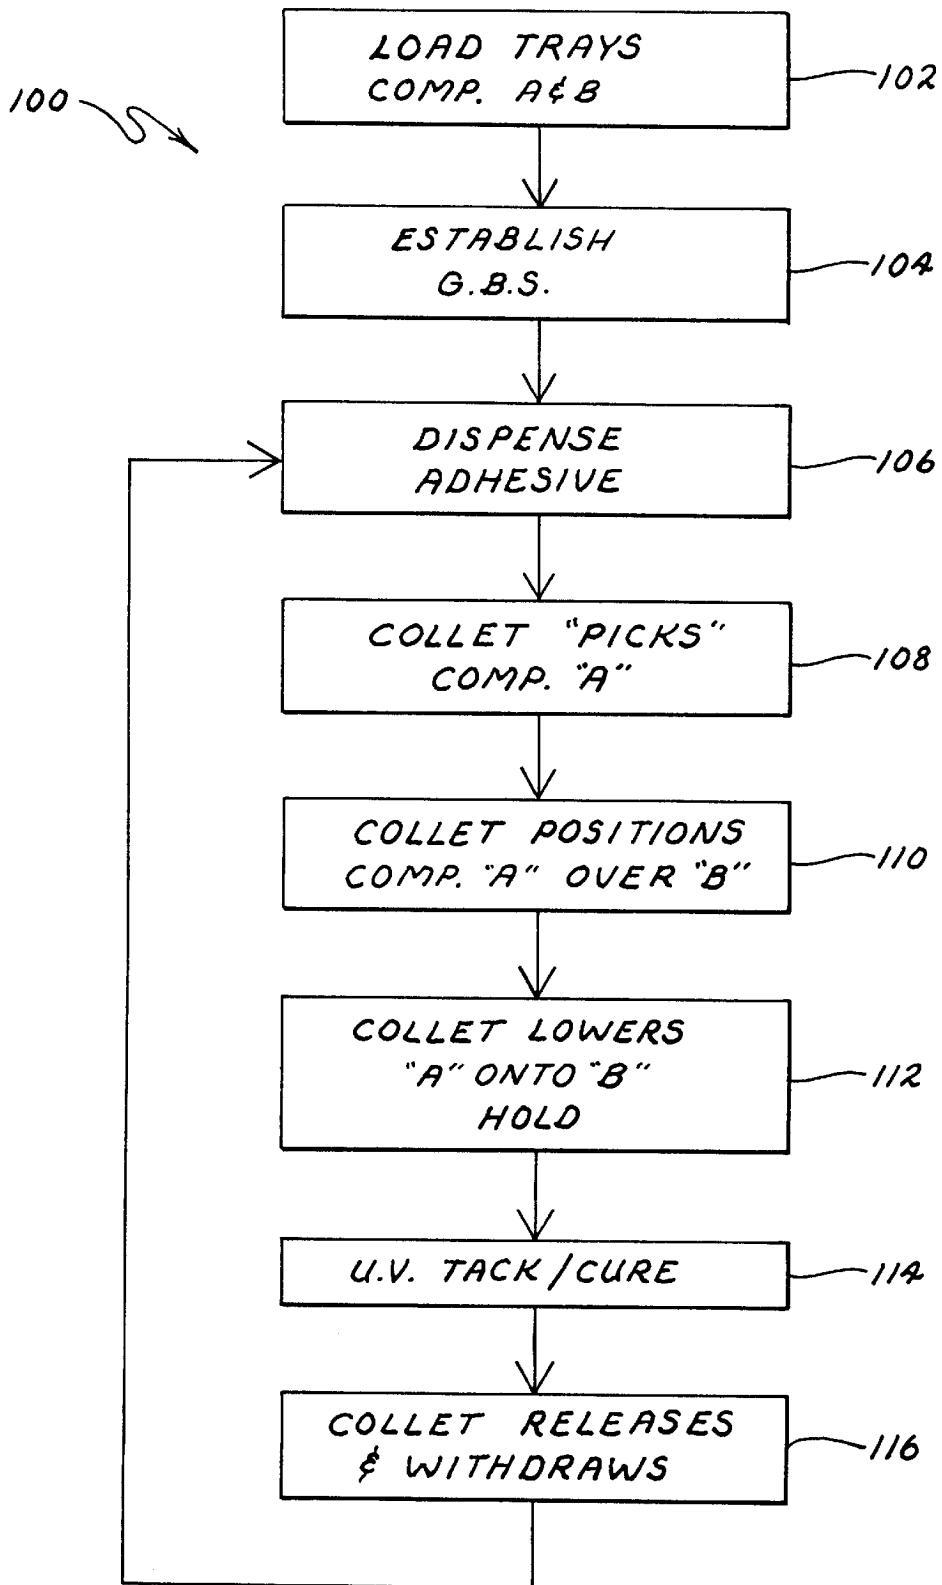 LOAD TRAYS
COMP. A & B
102
100
ESTABLISH
G.B.S.
104
DISPENSE
ADHESIVE
106
COLLET "PICKS"
COMP. "A"
108
COLLET POSITIONS
COMP. "A" OVER "B"
110
COLLET LOWERS
"A" ONTO "B"
HOLD
112
U.V. TACK/CURE
114
COLLET RELEASES
& WITHDRAWS
116